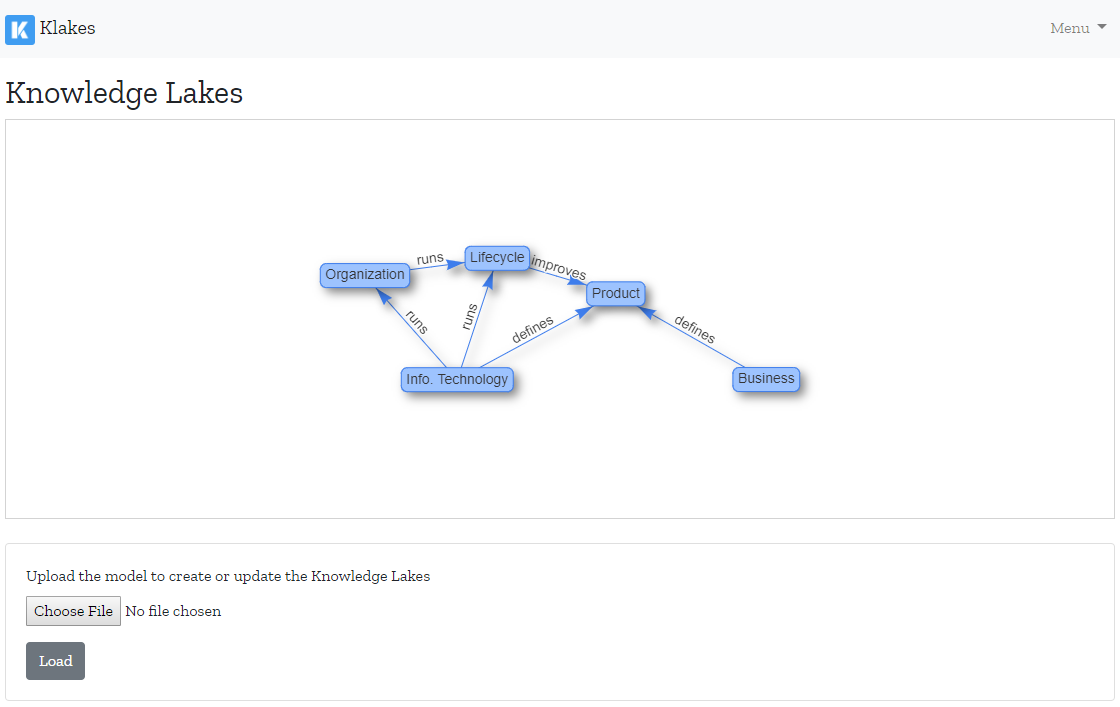 Klakes
Menu
Knowledge Lakes
Lifecycle
runs
improves
Organization
Product
runs
runs
defines
defines
Info. Technology
Business
Upload the model to create or update the Knowledge Lakes
Choose File No file chosen
Load